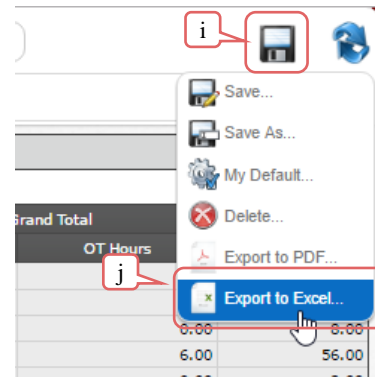 i
Save...
Save As...
My Default...
Grand Total
Delete...
OT Hours
Export to PDF...
j
Export to Excel...
0.00 0.00
6.00 56.00